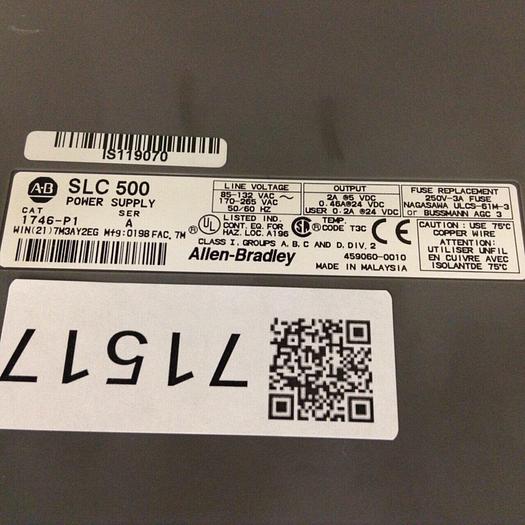 IS119070
A·B SLC 500
POWER SUPPLY
CAT SER
1746-P1 A
WIN(21)7M3AY2EG Mfg:0198 FAC. 7M
LINE VOLTAGE
85-132 VAC ~
170-265 VAC
50/60 HZ
OUTPUT
2A @5 VDC
0.46A@24 VDC
USER 0.2A @24 VDC
FUSE REPLACEMENT
250V-3A FUSE
NAGASAWA ULCS-61M-3
or BUSSMANN AGC 3
UL LISTED IND.
CONT. EQ. FOR
HAZ. LOC. A196
TEMP.
CODE T3C
CE
CLASS I, GROUPS A, B, C AND D, DIV. 2
Allen-Bradley
459060-0010
MADE IN MALAYSIA
CAUTION: USE 75°C
COPPER WIRE
ATTENTION:
UTILISER UNFIL
EN CUIVRE AVEC
ISOLANTDE 75°C
71517